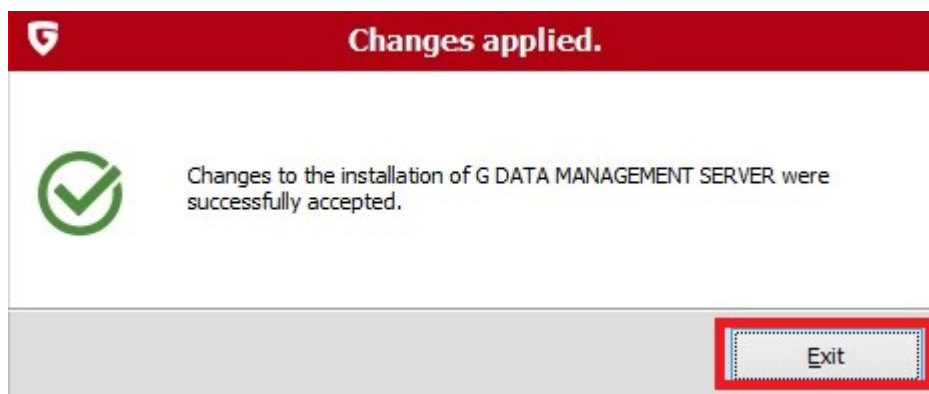 Changes applied.
Changes to the installation of G DATA MANAGEMENT SERVER were
successfully accepted.
Exit